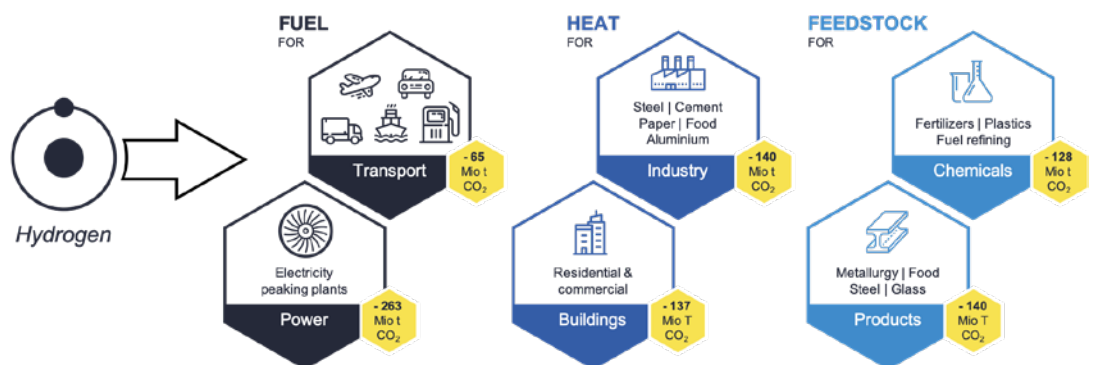 Hydrogen
FUEL
FOR
Transport
- 65
Mio t
CO₂
Electricity
peaking plants
Power
- 263
Mio t
CO₂
HEAT
FOR
Steel | Cement
Paper | Food
Aluminium
Industry
- 140
Mio t
CO₂
Residential &
commercial
Buildings
- 137
Mio T
CO₂
FEEDSTOCK
FOR
Fertilizers | Plastics
Fuel refining
Chemicals
- 128
Mio t
CO₂
Metallurgy | Food
Steel | Glass
Products
- 140
Mio T
CO₂